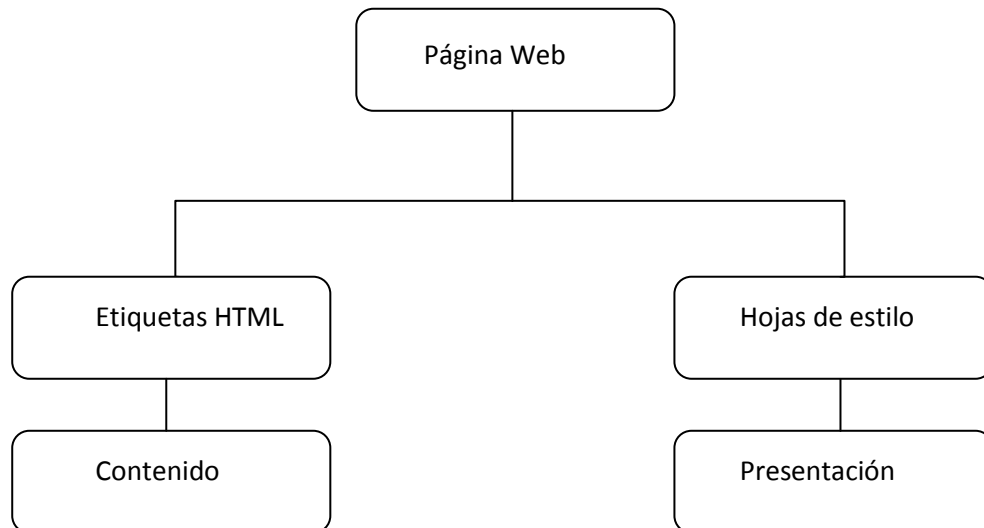 Página Web
Etiquetas HTML
Hojas de estilo
Contenido
Presentación